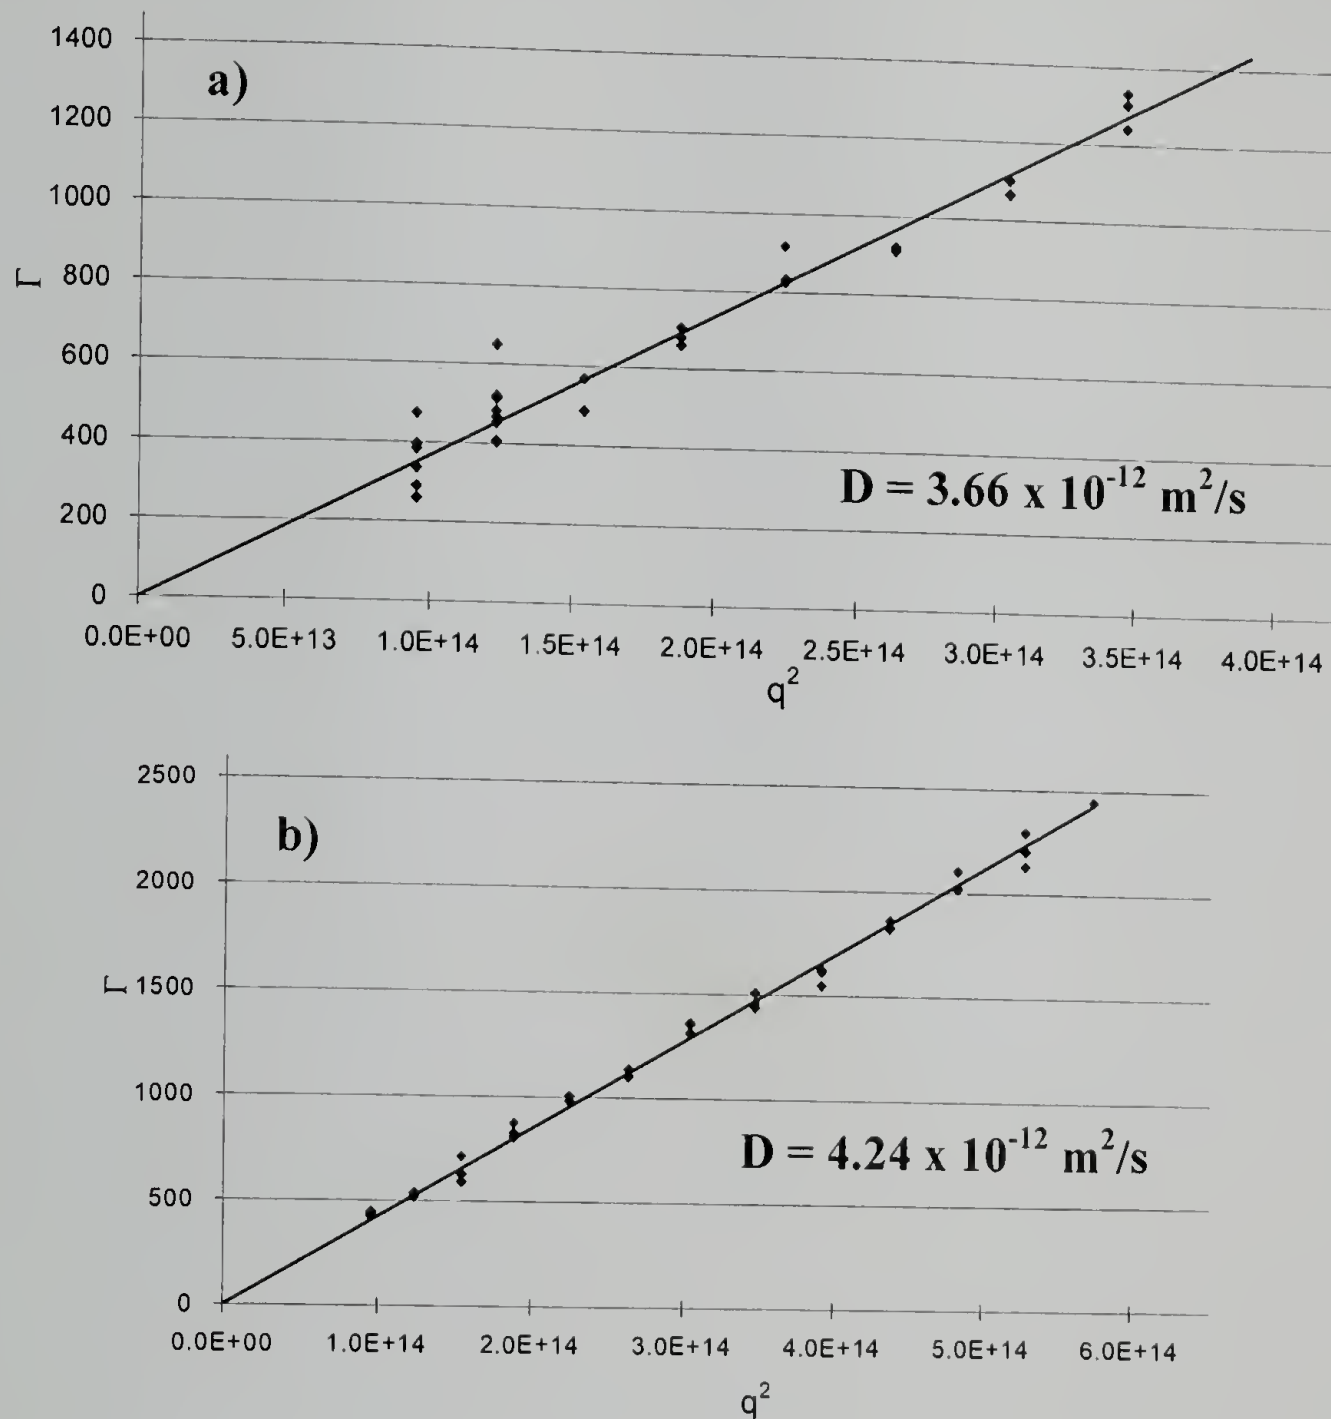 1400
a)
1200
1000
Γ
800
600
400
D = 3.66 x 10⁻¹² m²/s
200
0
0.0E+00 5.0E+13 1.0E+14 1.5E+14 2.0E+14 2.5E+14 3.0E+14 3.5E+14 4.0E+14
q²
2500
b)
2000
Γ 1500
1000
D = 4.24 x 10⁻¹² m²/s
500
0
0.0E+00 1.0E+14 2.0E+14 3.0E+14 4.0E+14 5.0E+14 6.0E+14
q²